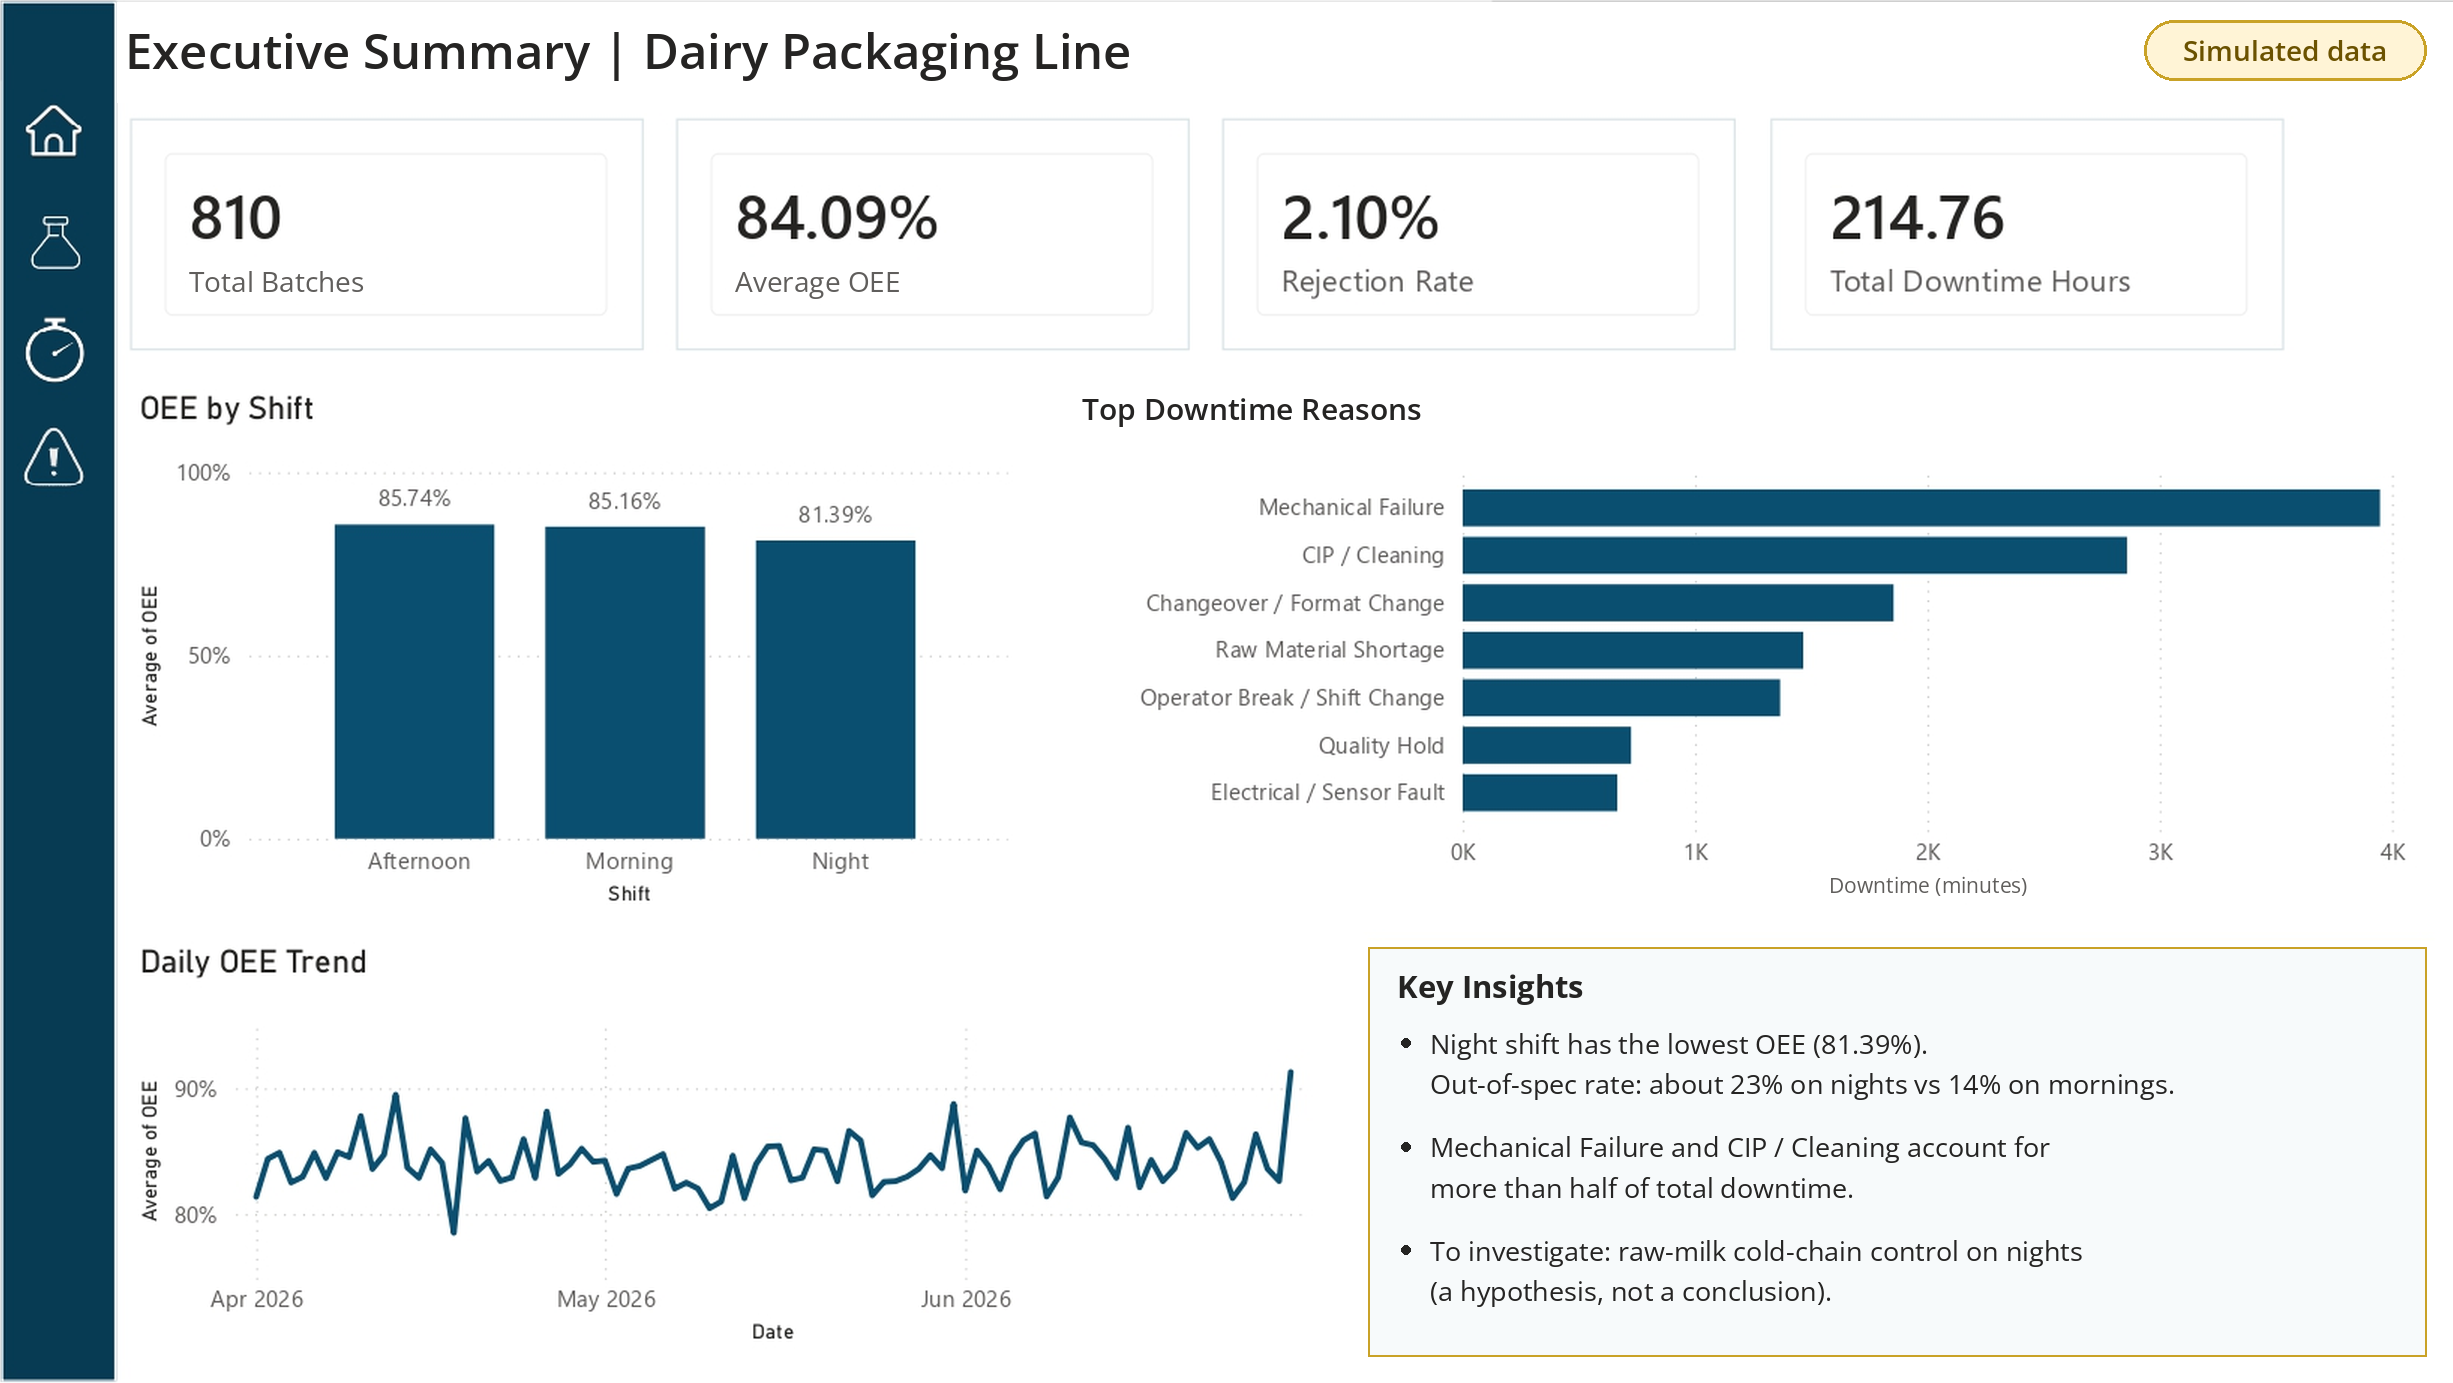 Executive Summary | Dairy Packaging Line
Simulated data
810
Total Batches
84.09%
Average OEE
2.10%
Rejection Rate
214.76
Total Downtime Hours
OEE by Shift
Average of OEE
100%
50%
0%
85.74%
85.16%
81.39%
Afternoon
Morning
Night
Shift
Top Downtime Reasons
Mechanical Failure
CIP / Cleaning
Changeover / Format Change
Raw Material Shortage
Operator Break / Shift Change
Quality Hold
Electrical / Sensor Fault
0K
1K
2K
3K
4K
Downtime (minutes)
Daily OEE Trend
Average of OEE
90%
80%
Apr 2026
May 2026
Jun 2026
Date
Key Insights
• Night shift has the lowest OEE (81.39%).
Out-of-spec rate: about 23% on nights vs 14% on mornings.
• Mechanical Failure and CIP / Cleaning account for
more than half of total downtime.
• To investigate: raw-milk cold-chain control on nights
(a hypothesis, not a conclusion).